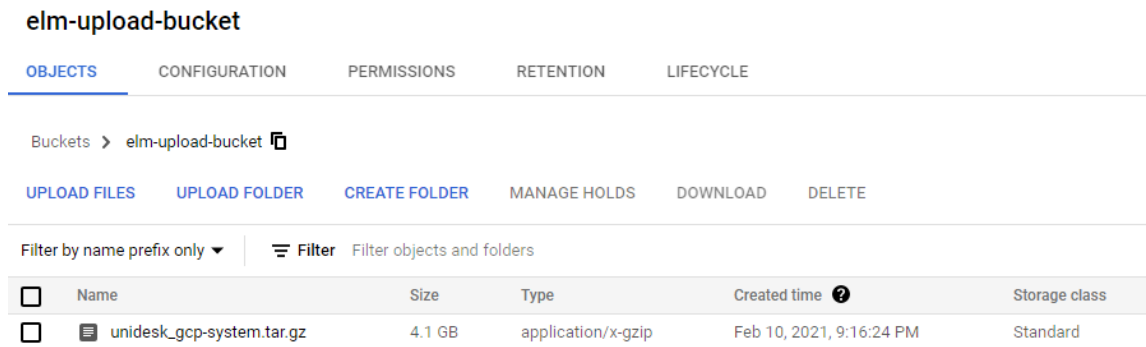 elm-upload-bucket
OBJECTS CONFIGURATION PERMISSIONS RETENTION LIFECYCLE
Buckets > elm-upload-bucket
UPLOAD FILES UPLOAD FOLDER CREATE FOLDER MANAGE HOLDS DOWNLOAD DELETE
Filter by name prefix only Filter Filter objects and folders
Name Size Type Created time ? Storage class
unidesk_gcp-system.tar.gz 4.1 GB application/x-gzip Feb 10, 2021, 9:16:24 PM Standard